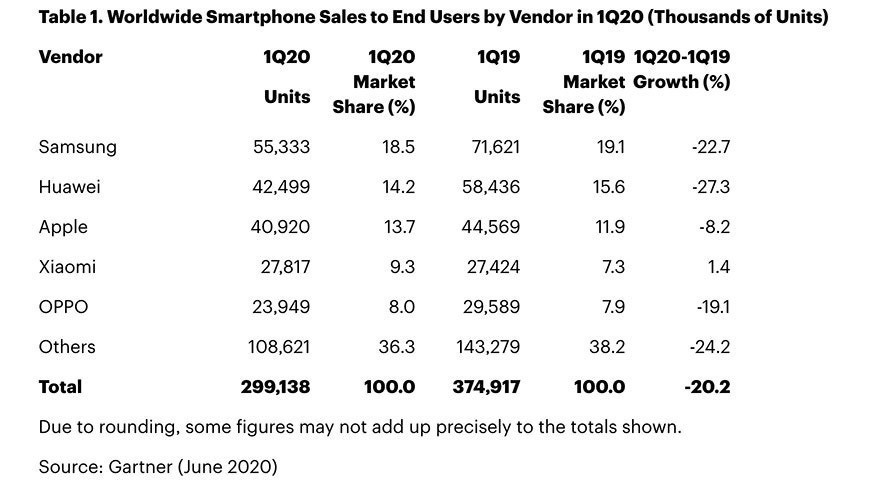 Table 1. Worldwide Smartphone Sales to End Users by Vendor in 1Q20 (Thousands of Units)
Vendor 1Q20 1Q20 1Q19 1Q19 1Q20-1Q19
Market Market Growth (%)
Units Units
Share (%) Share (%)
Samsung 55,333 18.5 71,621 19.1 -22.7
Huawei 42,499 14.2 58,436 15.6 -27.3
Apple 40,920 13.7 44,569 11.9 -8.2
Xiaomi 27,817 9.3 27,424 7.3 1.4
OPPO 23,949 8.0 29,589 7.9 -19.1
Others 108,621 36.3 143,279 38.2 -24.2
Total 299,138 100.0 374,917 100.0 -20.2
Due to rounding, some figures may not add up precisely to the totals shown.
Source: Gartner (June 2020)